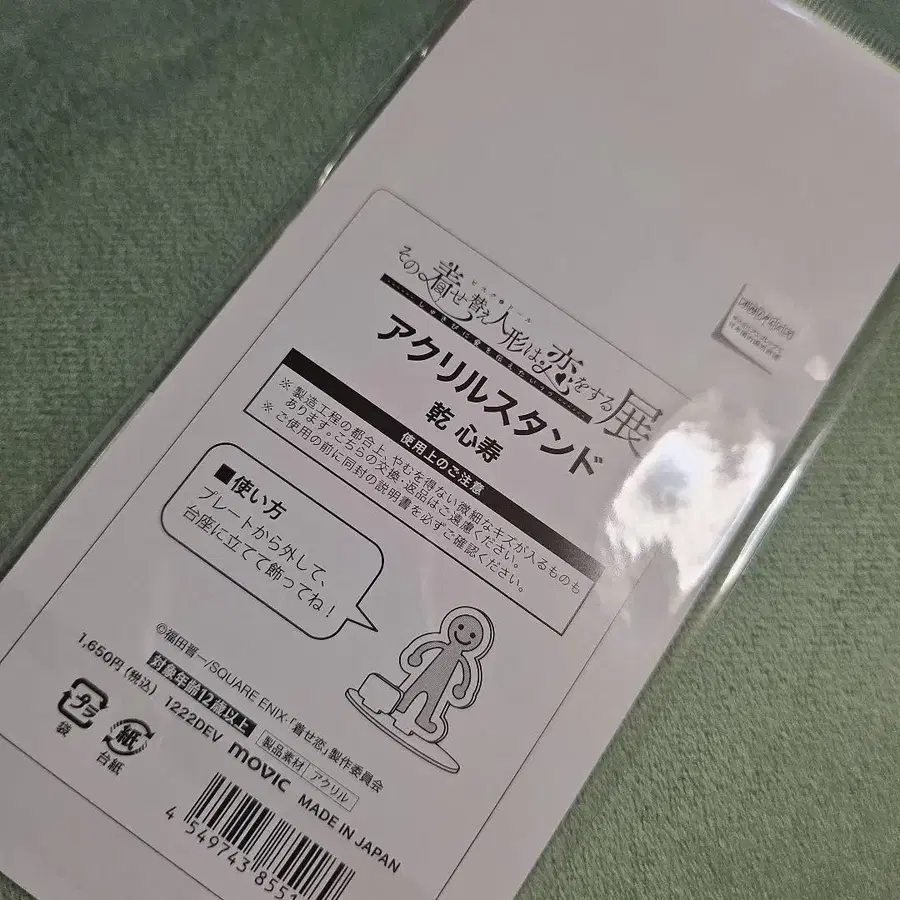 その着せ替え人形は恋をする展
アクリルスタンド
乾 心寿
使用上のご注意
※ 製造工程の都合上、やむを得ない微細なキズが入るものも
あります。こちらの交換・返品はご遠慮ください。
※ ご使用の前に同封の説明書を必ずご確認ください。
■使い方
プレートから外して、
台座に立てて飾ってね！
©福田晋一/SQUARE ENIX・「着せ恋」製作委員会
1,650円（税込） 対象年齢12歳以上
1222DEV movic 製品素材 アクリル
プラ
袋
紙
台紙
MADE IN JAPAN
4 549743 855